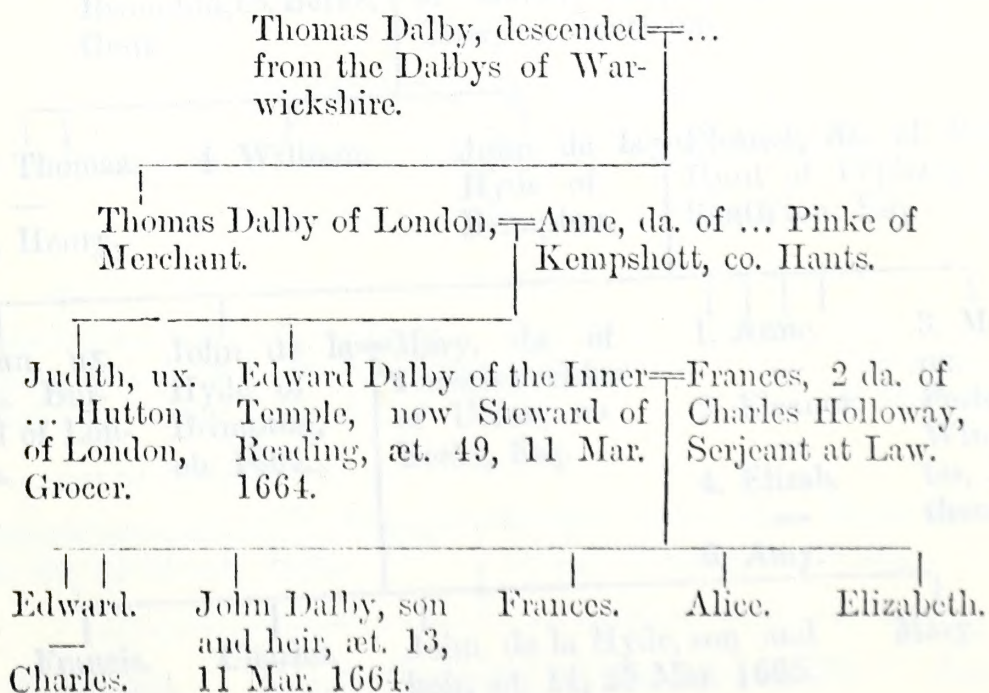 Thomas Dalby, descended=...
from the Dalbys of War-
wickshire.
Thomas Dalby of London,=Anne, da. of ... Pinke of
Merchant.
Kempshott, co. Hants.
Judith, ux.
Hutton
of London,
Grocer.
Edward Dalby of the Inner=Frances, 2 da. of
Temple, now Steward of
Reading, æt. 49, 11 Mar.
1664.
Charles Holloway,
Serjeant at Law.
Edward.
—
Charles.
John Dalby, son
and heir, æt. 13,
11 Mar. 1664.
Frances.
Alice.
Elizabeth.